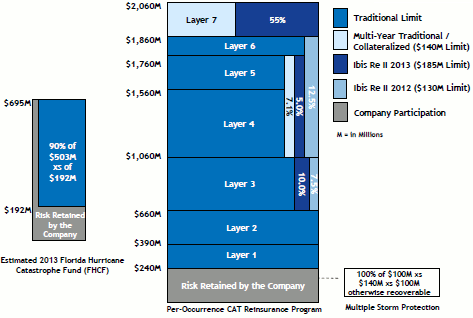 $2,060M
Layer 7
55%
$1,860M
Layer 6
$1,760M
Layer 5
$1,560M
Layer 4
7.1%
5.0%
12.5%
$1,060M
Layer 3
10.0%
7.5%
$660M
Layer 2
$390M
Layer 1
$240M
Risk Retained by the Company
Per-Occurrence CAT Reinsurance Program
Traditional Limit
Multi-Year Traditional /
Collateralized ($140M Limit)
Ibis Re II 2013 ($185M Limit)
Ibis Re II 2012 ($130M Limit)
Company Participation
M = in Millions
$695M
90% of
$503M
xs of
$192M
$192M
Risk Retained
by the
Company
Estimated 2013 Florida Hurricane
Catastrophe Fund (FHCF)
100% of $100M xs
$140M xs $100M
otherwise recoverable
Multiple Storm Protection